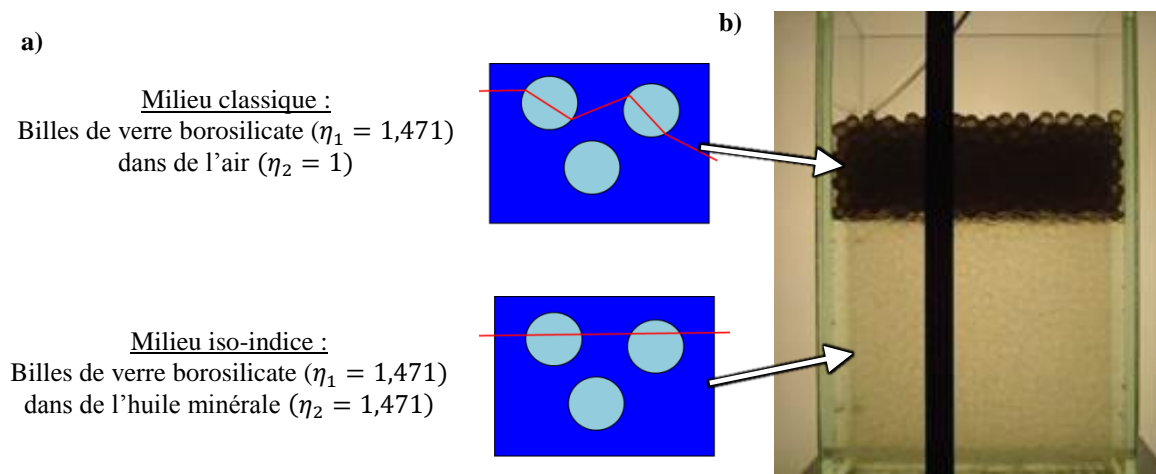 a)
Milieu classique :
Billes de verre borosilicate (η₁ = 1,471)
dans de l’air (η₂ = 1)
Milieu iso-indice :
Billes de verre borosilicate (η₁ = 1,471)
dans de l’huile minérale (η₂ = 1,471)
b)